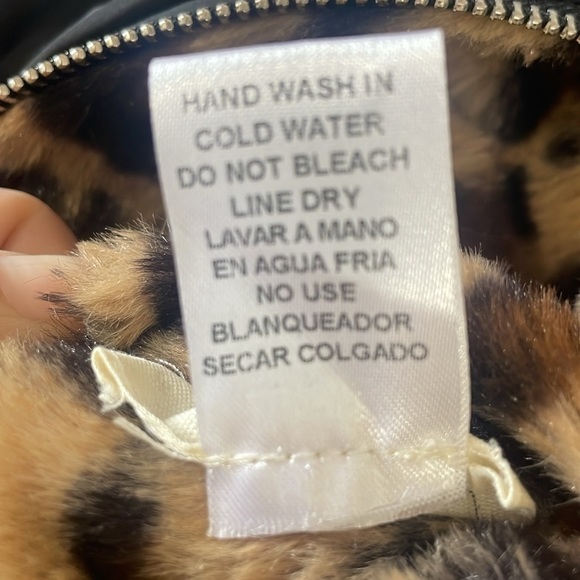 HAND WASH IN
COLD WATER
DO NOT BLEACH
LINE DRY
LAVAR A MANO
EN AGUA FRIA
NO USE
BLANQUEADOR
SECAR COLGADO